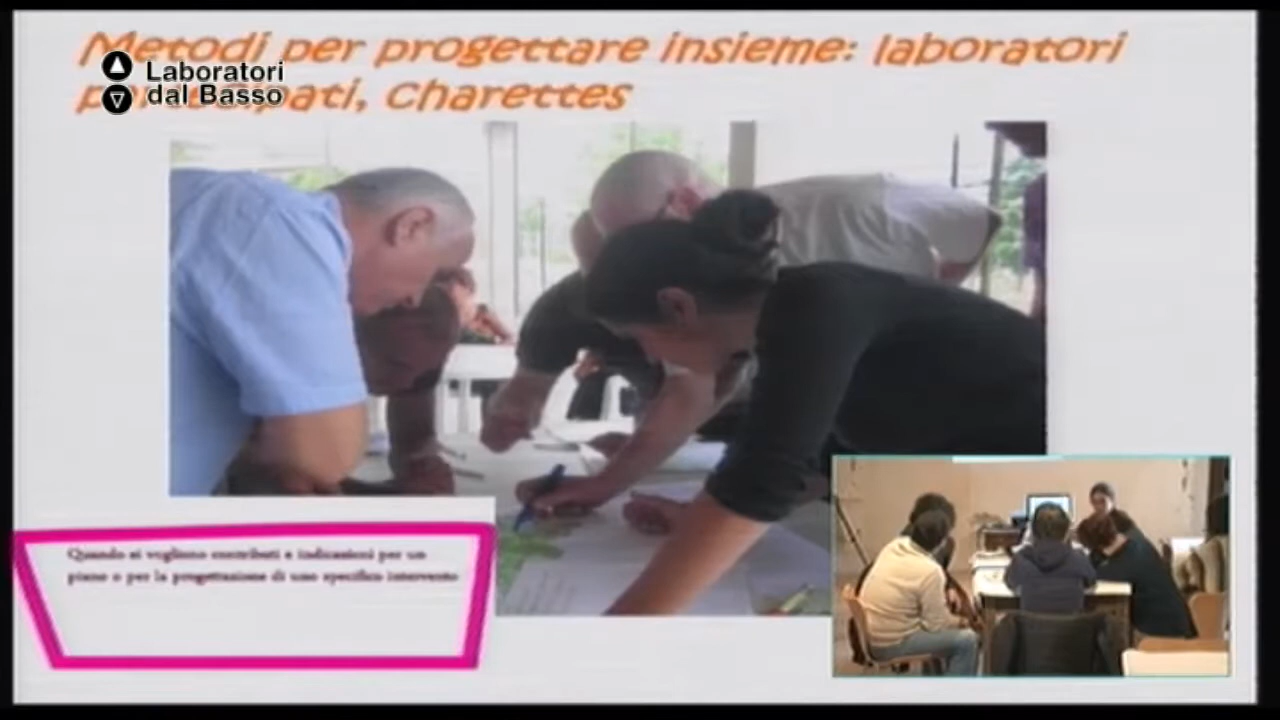 Metodi per progettare insieme: laboratori
Laboratori
dal Basso
partecipati, Charettes
Quando si vogliono contributi e indicazioni per un
piano o per la progettazione di uno specifico intervento